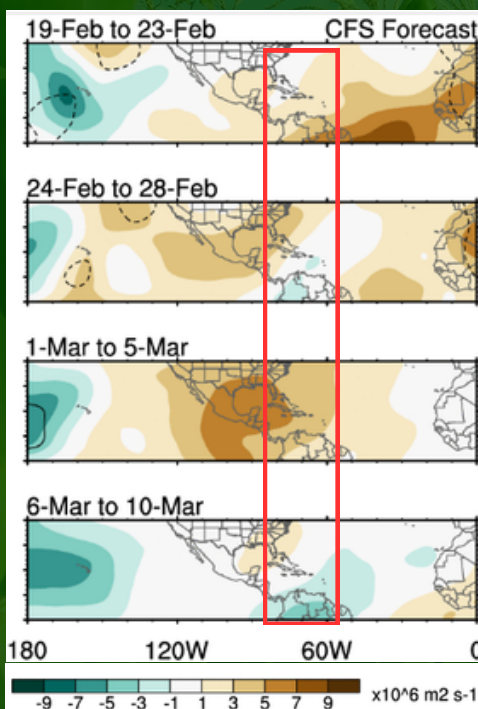 19-Feb to 23-Feb CFS Forecast
24-Feb to 28-Feb
1-Mar to 5-Mar
6-Mar to 10-Mar
180 120W 60W 0
-9 -7 -5 -3 -1 1 3 5 7 9 x10^6 m2 s-1